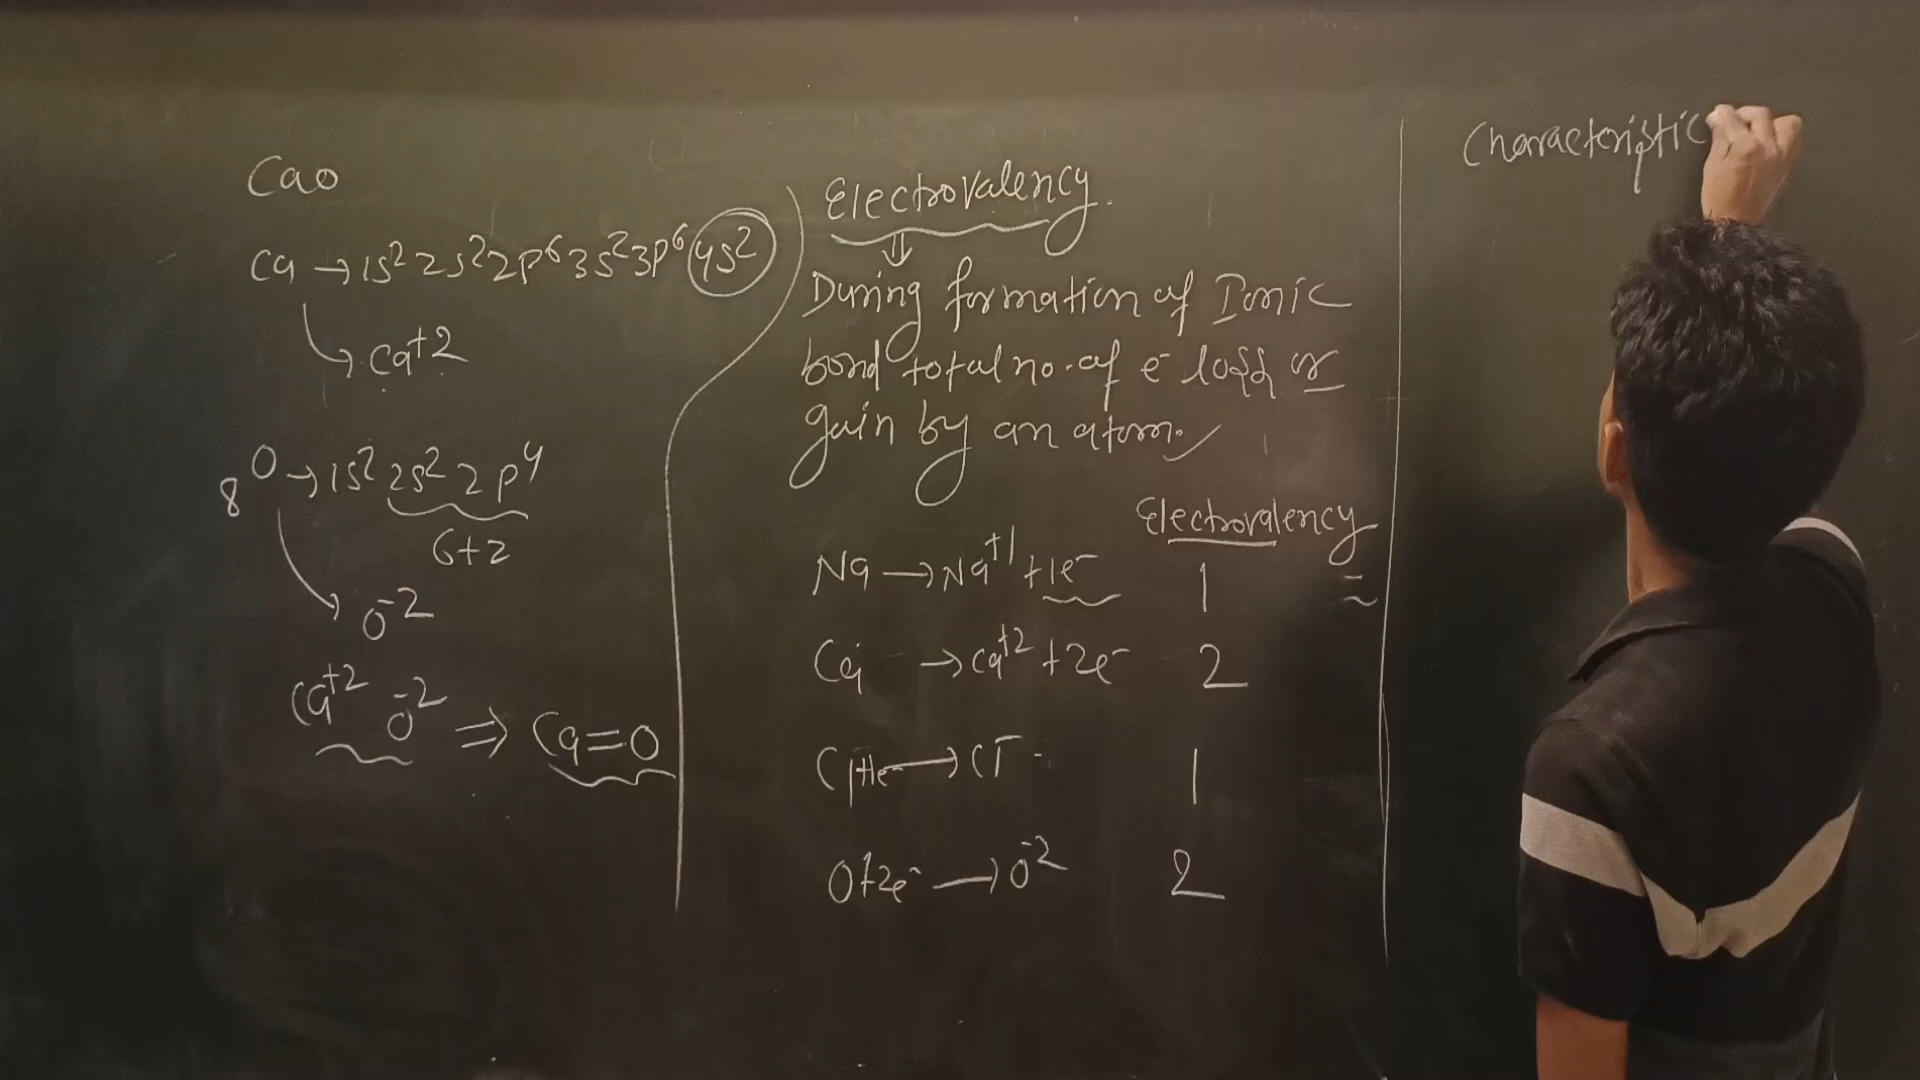 Cao
Ca → 1s² 2s² 2p⁶ 3s² 3p⁶ 4s²
Ca⁺²
₈O → 1s² 2s² 2p⁴
6+2
O⁻²
Ca⁺² O⁻² ⇒ Ca=O
Electrovalency.
⇓
During formation of Ionic
bond total no. of e⁻ loss or
gain by an atom.
Electrovalency
Na → Na⁺¹ + 1e⁻ 1
Ca → Ca⁺² + 2e⁻ 2
Cl+1e⁻ → Cl⁻ 1
O+2e⁻ → O⁻² 2
Characteristic